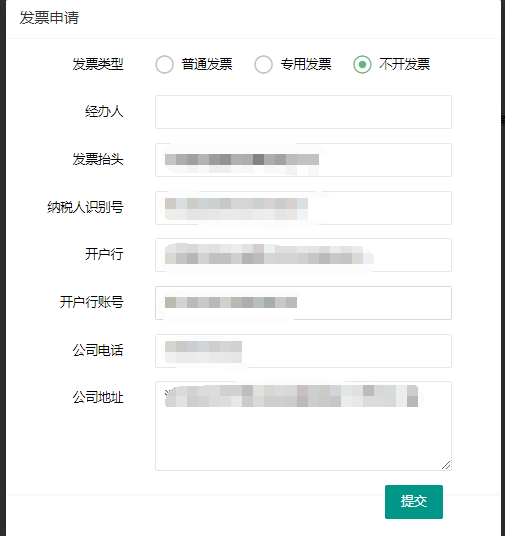 发票申请
发票类型 普通发票 专用发票 不开发票
经办人
发票抬头
纳税人识别号
开户行
开户行账号
公司电话
公司地址
提交